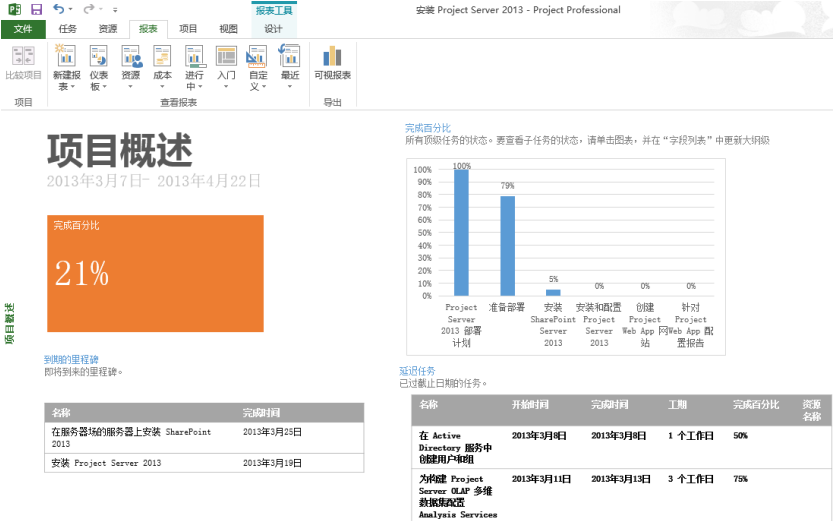 安装 Project Server 2013 - Project Professional
报表工具
文件 任务 资源 报表 项目 视图 设计
比较项目
新建报表
仪表板
资源
成本
进行中
入门
自定义
最近
可视报表
项目 查看报表 导出
项目概述
项目概述
2013年3月7日- 2013年4月22日
完成百分比
21%
到期的里程碑
即将到来的里程碑。
名称 完成时间
在服务器场的服务器上安装 SharePoint 2013年3月25日
2013
安装 Project Server 2013 2013年3月19日
完成百分比
所有顶级任务的状态。要查看子任务的状态，请单击图表，并在“字段列表”中更新大纲级
100%
90%
80%
70%
60%
50%
40%
30%
20%
10%
0%
100% 79% 5% 0% 0% 0%
Project
Server
2013 部署
计划
准备部署
安装
SharePoint
Server
2013
安装和配置
Project
Server
2013
创建
Project
Web App 网
站
针对
Project
Web App 配
置报告
延迟任务
已过截止日期的任务。
名称 开始时间 完成时间 工期 完成百分比 资源
名称
在 Active 2013年3月8日 2013年3月8日 1 个工作日 50%
Directory 服务中
创建用户和组
为构建 Project 2013年3月11日 2013年3月13日 3 个工作日 75%
Server OLAP 多维
数据集配置
Analysis Services